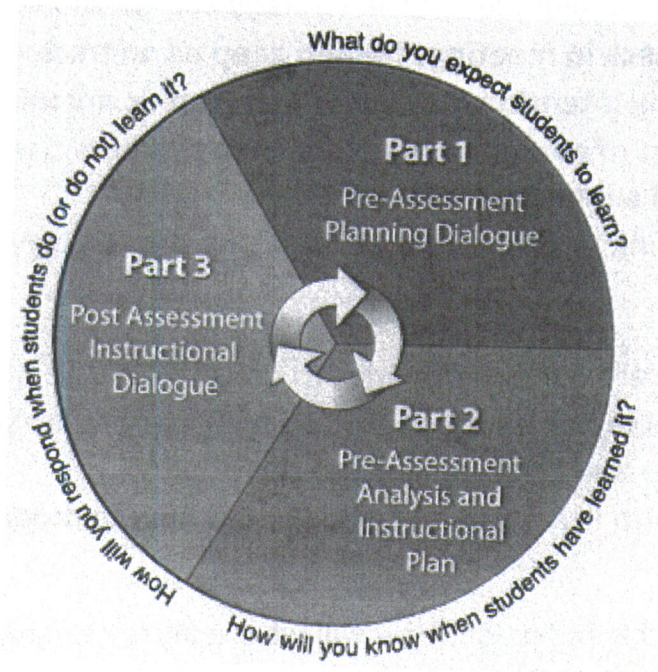 What do you expect students to learn?
Part 1
Pre-Assessment
Planning Dialogue
How will you know when students have learned it?
Part 2
Pre-Assessment
Analysis and
Instructional
Plan
How will you respond when students do (or do not) learn it?
Part 3
Post Assessment
Instructional
Dialogue